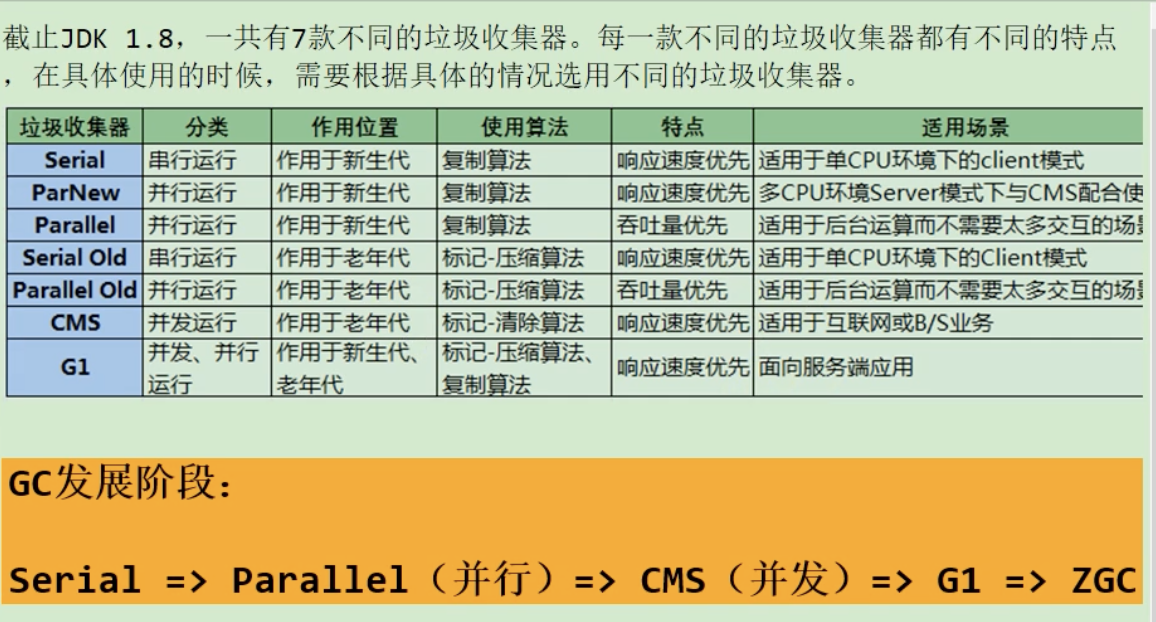 截止JDK 1.8，一共有7款不同的垃圾收集器。每一款不同的垃圾收集器都有不同的特点
，在具体使用的时候，需要根据具体的情况选用不同的垃圾收集器。
垃圾收集器 分类 作用位置 使用算法 特点 适用场景
Serial 串行运行 作用于新生代 复制算法 响应速度优先 适用于单CPU环境下的client模式
ParNew 并行运行 作用于新生代 复制算法 响应速度优先 多CPU环境Server模式下与CMS配合使
Parallel 并行运行 作用于新生代 复制算法 吞吐量优先 适用于后台运算而不需要太多交互的场景
Serial Old 串行运行 作用于老年代 标记-压缩算法 响应速度优先 适用于单CPU环境下的Client模式
Parallel Old 并行运行 作用于老年代 标记-压缩算法 吞吐量优先 适用于后台运算而不需要太多交互的场景
CMS 并发运行 作用于老年代 标记-清除算法 响应速度优先 适用于互联网或B/S业务
G1 并发、并行 作用于新生代、 标记-压缩算法、 响应速度优先 面向服务端应用
运行 老年代 复制算法
GC发展阶段：
Serial => Parallel（并行）=> CMS（并发）=> G1 => ZGC